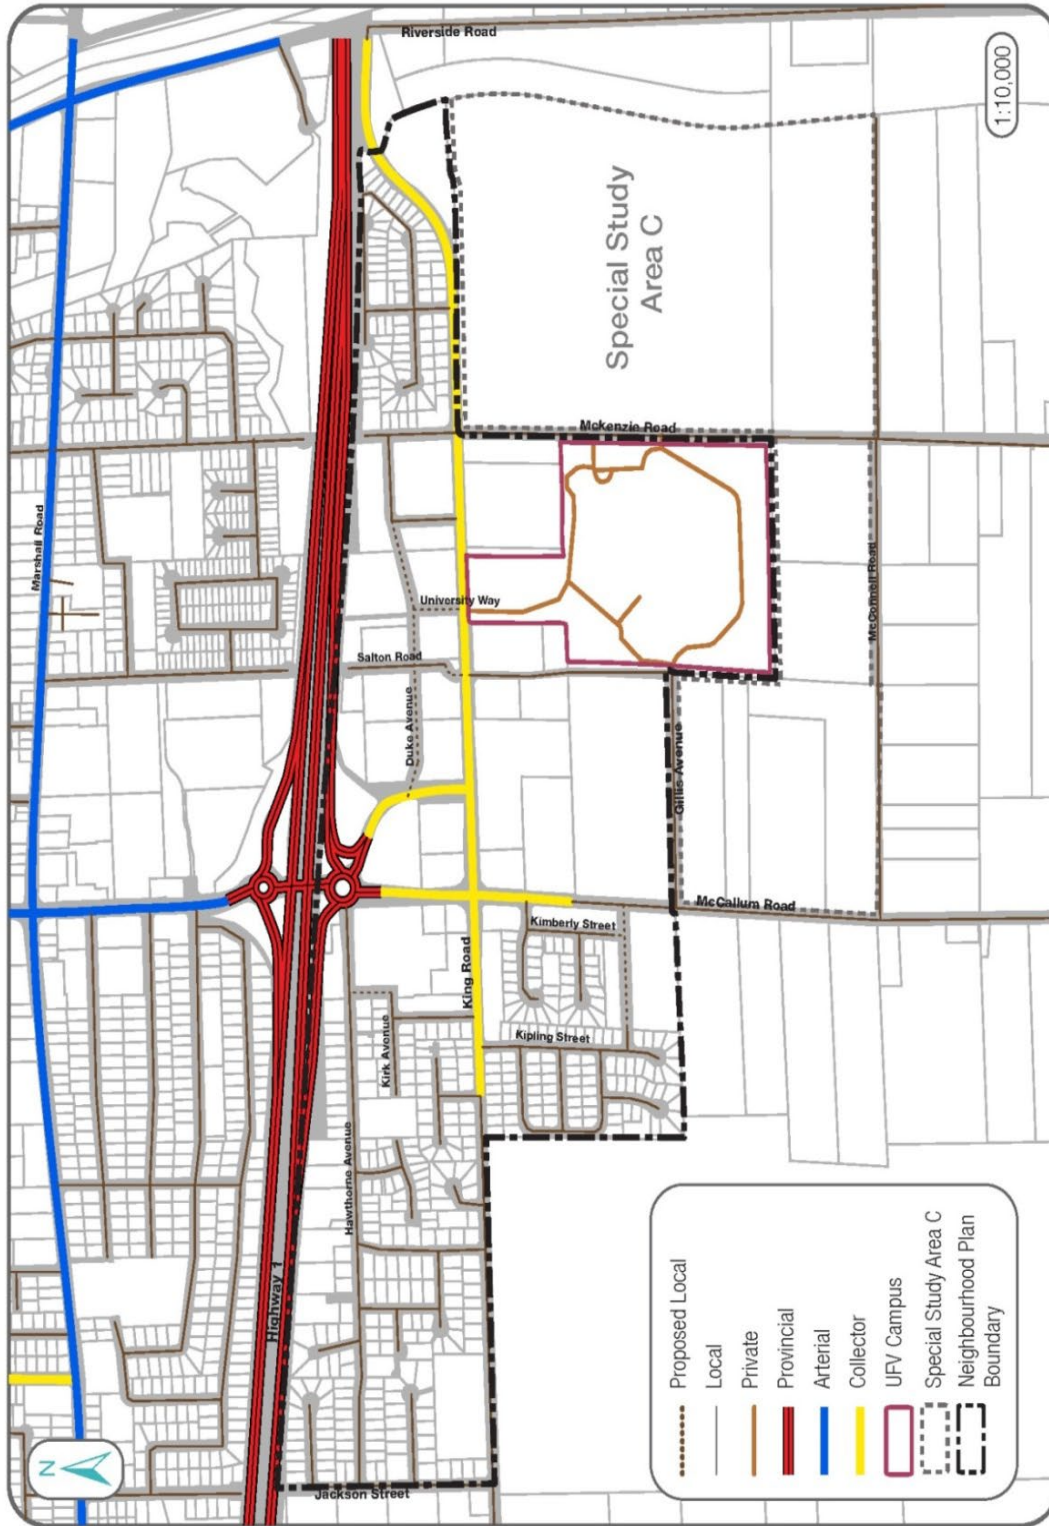 Riverside Road
1:10,000
Special Study
Area C
Mckenzie Road
Marshall Road
University Way
McConnell Road
Salton Road
Duke Avenue
Gillis Avenue
McCallum Road
Kimberly Street
King Road
Kirk Avenue
Kipling Street
Hawthorne Avenue
Highway 1
Jackson Street
N
Proposed Local
Local
Private
Provincial
Arterial
Collector
UFV Campus
Special Study Area C
Neighbourhood Plan
Boundary